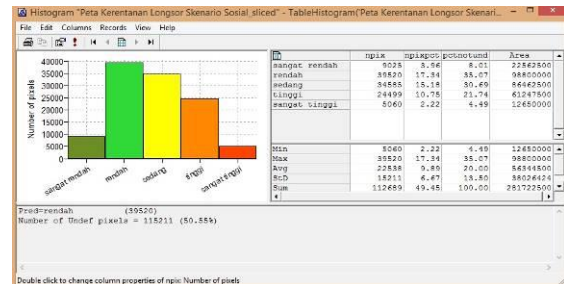 Histogram "Peta Kerentanan Longsor Skenario Sosial_sliced" - TableHistogram('Peta Kerentanan Longsor Skenari...
File Edit Columns Records View Help
40000
35000
30000
25000
20000
15000
10000
5000
0
Number of pixels
sangat rendah
rendah
sedang
tinggi
sangat tinggi
npix npixpct pctnotund Area
sangat rendah 9025 3.96 8.01 22562500
rendah 39520 17.34 35.07 98800000
sedang 34585 15.18 30.69 86462500
tinggi 24499 10.75 21.74 61247500
sangat tinggi 5060 2.22 4.49 12650000
Min 5060 2.22 4.49 12650000
Max 39520 17.34 35.07 98800000
Avg 22538 9.89 20.00 56344500
StD 15211 6.67 13.50 38026424
Sum 112689 49.45 100.00 281722500
Pred=rendah (39520)
Number of Undef pixels = 115211 (50.55%)
Double click to change column properties of npix: Number of pixels